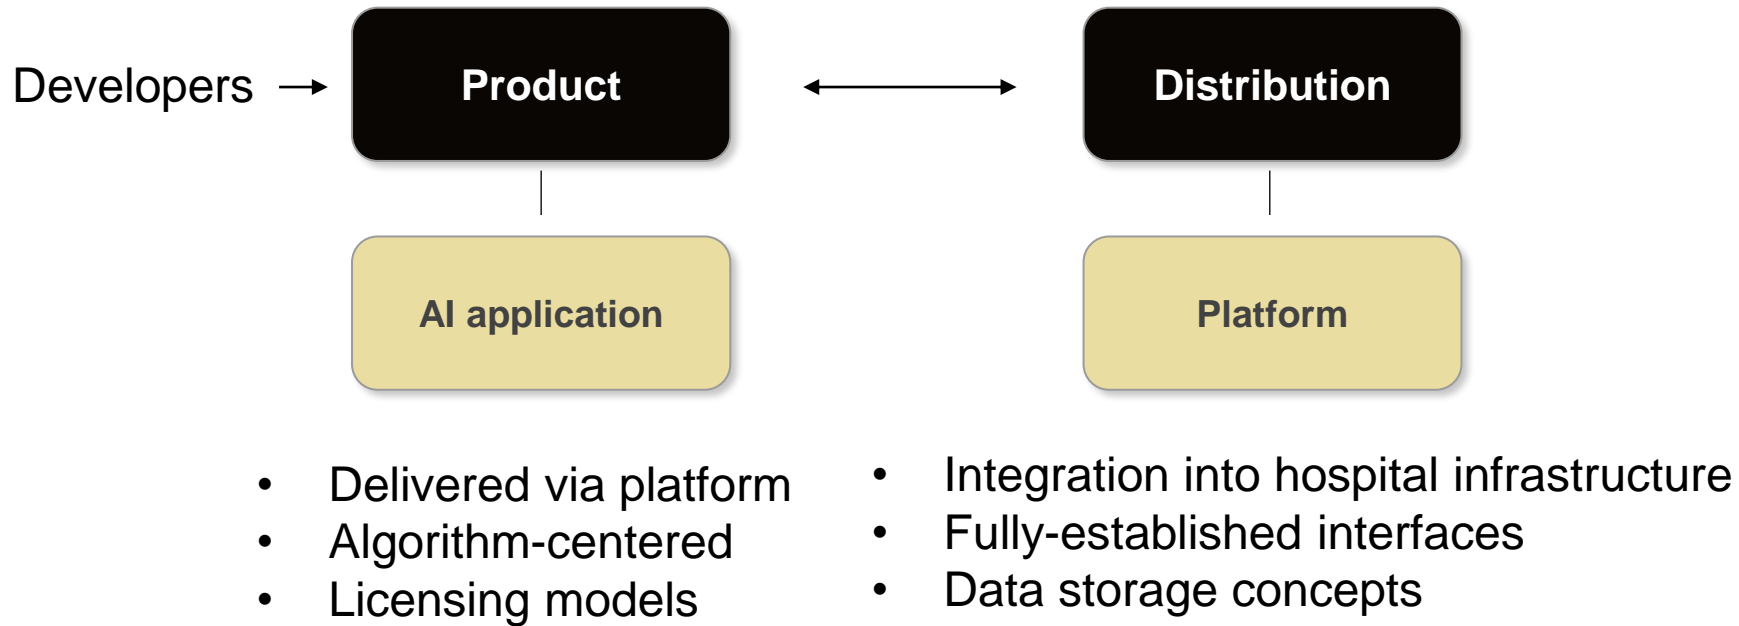 Developers
Product
Distribution
AI application
Platform
• Delivered via platform
• Algorithm-centered
• Licensing models
• Integration into hospital infrastructure
• Fully-established interfaces
• Data storage concepts